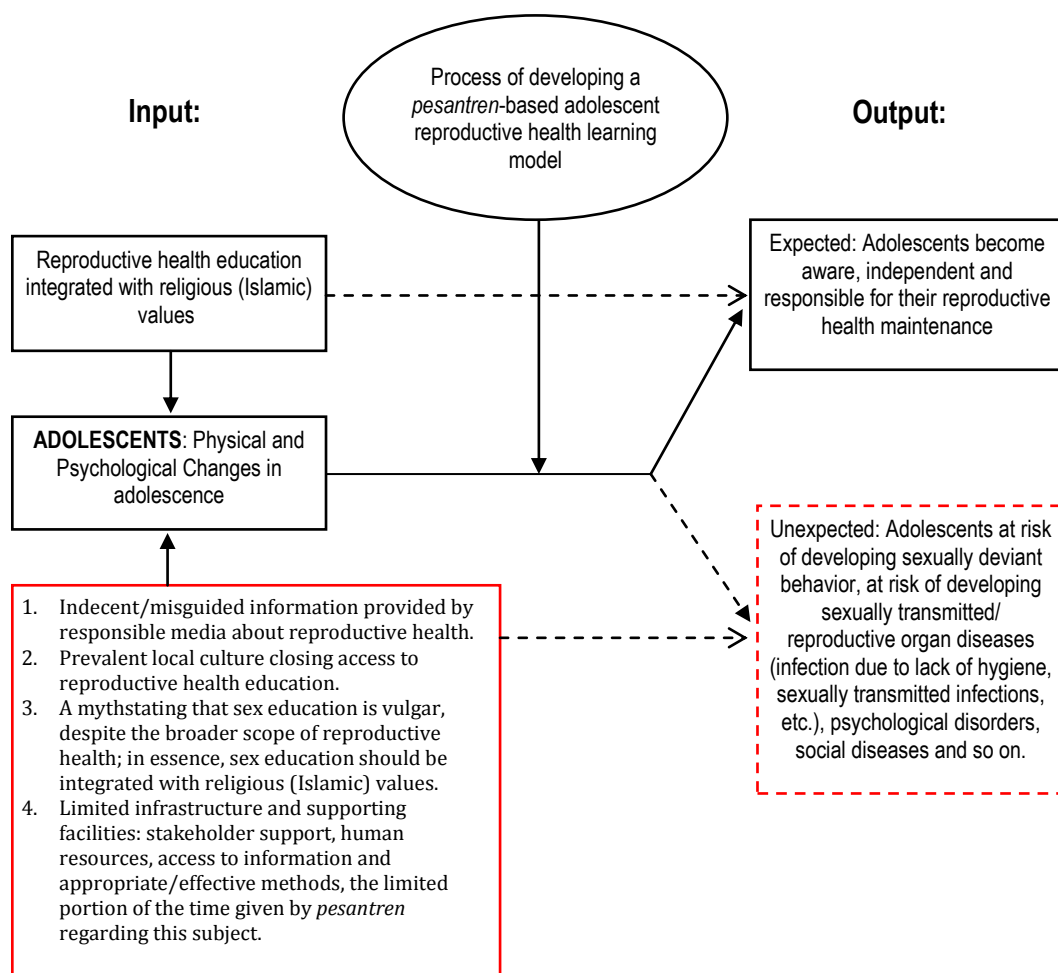 Input:
Process of developing a
pesantren-based adolescent
reproductive health learning
model
Output:
Reproductive health education
integrated with religious (Islamic)
values
Expected: Adolescents become
aware, independent and
responsible for their reproductive
health maintenance
ADOLESCENTS: Physical and
Psychological Changes in
adolescence
Unexpected: Adolescents at risk
of developing sexually deviant
behavior, at risk of developing
sexually transmitted/
reproductive organ diseases
(infection due to lack of hygiene,
sexually transmitted infections,
etc.), psychological disorders,
social diseases and so on.
1. Indecent/misguided information provided by
responsible media about reproductive health.
2. Prevalent local culture closing access to
reproductive health education.
3. A mythstating that sex education is vulgar,
despite the broader scope of reproductive
health; in essence, sex education should be
integrated with religious (Islamic) values.
4. Limited infrastructure and supporting
facilities: stakeholder support, human
resources, access to information and
appropriate/effective methods, the limited
portion of the time given by pesantren
regarding this subject.